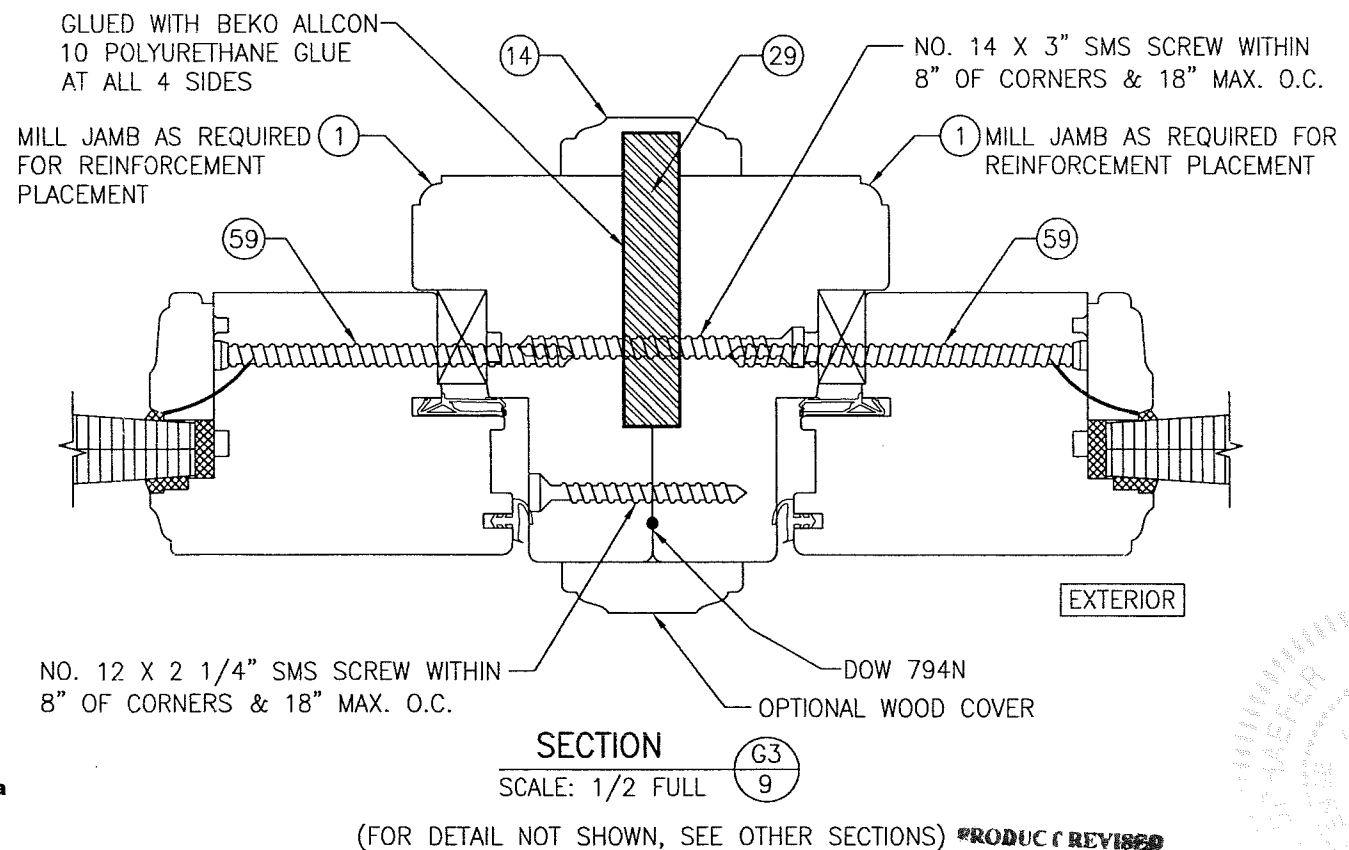 GLUED WITH BEKO ALLCON
10 POLYURETHANE GLUE
AT ALL 4 SIDES
14
29
NO. 14 X 3" SMS SCREW WITHIN
8" OF CORNERS & 18" MAX. O.C.
MILL JAMB AS REQUIRED 1
FOR REINFORCEMENT
PLACEMENT
1 MILL JAMB AS REQUIRED FOR
REINFORCEMENT PLACEMENT
59
59
EXTERIOR
NO. 12 X 2 1/4" SMS SCREW WITHIN
8" OF CORNERS & 18" MAX. O.C.
DOW 794N
OPTIONAL WOOD COVER
SECTION
G3
SCALE: 1/2 FULL
9
a
(FOR DETAIL NOT SHOWN, SEE OTHER SECTIONS) PRODUCT REVISED